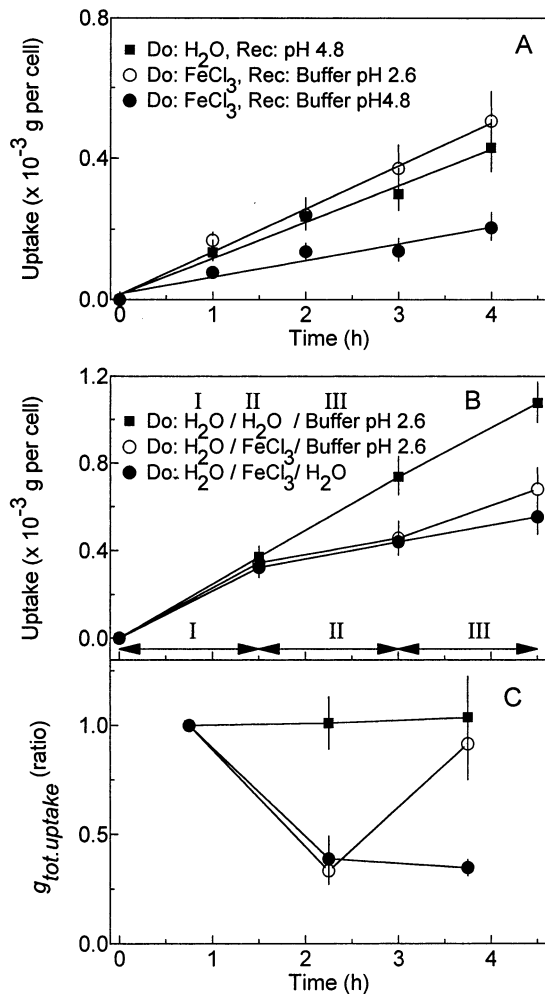 0.8
A
■ Do: H₂O, Rec: pH 4.8
○ Do: FeCl₃, Rec: Buffer pH 2.6
● Do: FeCl₃, Rec: Buffer pH4.8
0.4
0.0
Uptake (x 10⁻³ g per cell)
0 1 2 3 4
Time (h)
1.2
I II III B
■ Do: H₂O / H₂O / Buffer pH 2.6
○ Do: H₂O / FeCl₃/ Buffer pH 2.6
● Do: H₂O / FeCl₃/ H₂O
0.8
0.4
0.0
Uptake (x 10⁻³ g per cell)
I II III
C
1.0
0.5
0.0
g tot.uptake (ratio)
0 1 2 3 4
Time (h)